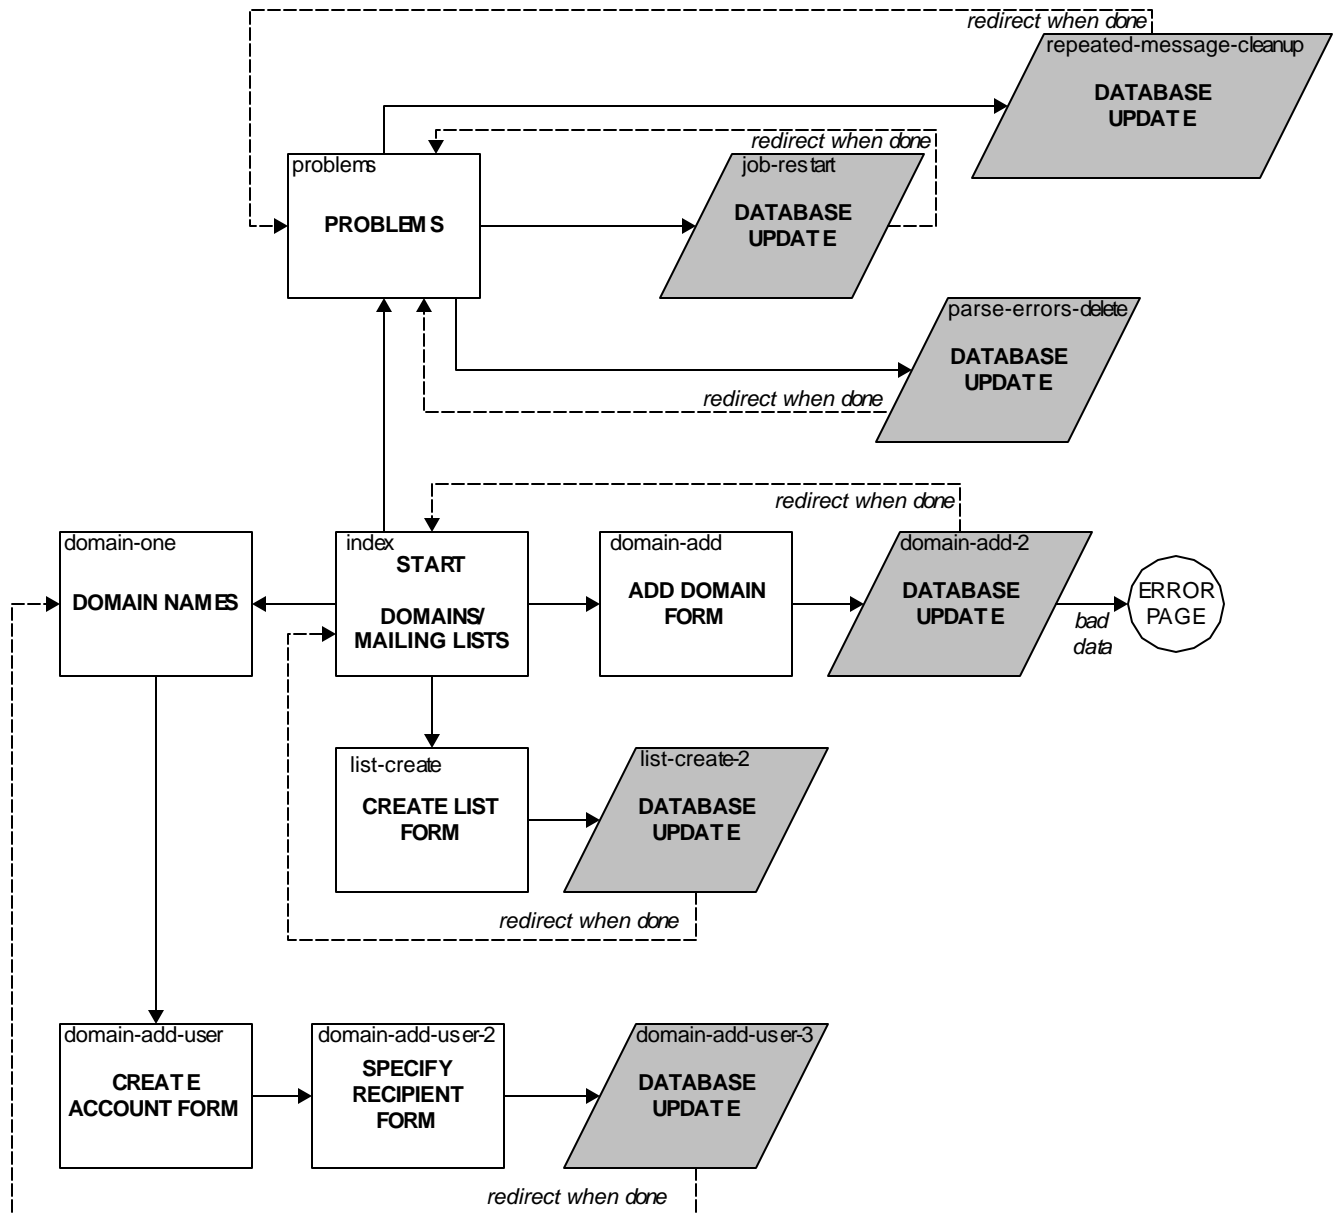 redirect when done
repeated-message-cleanup
DATABASE
UPDATE
redirect when done
problems
PROBLEMS
job-restart
DATABASE
UPDATE
parse-errors-delete
DATABASE
UPDATE
redirect when done
redirect when done
domain-one
DOMAIN NAMES
index
START
DOMAINS/
MAILING LISTS
domain-add
ADD DOMAIN
FORM
domain-add-2
DATABASE
UPDATE
bad
data
ERROR
PAGE
list-create
CREATE LIST
FORM
list-create-2
DATABASE
UPDATE
redirect when done
domain-add-user
CREATE
ACCOUNT FORM
domain-add-user-2
SPECIFY
RECIPIENT
FORM
domain-add-user-3
DATABASE
UPDATE
redirect when done